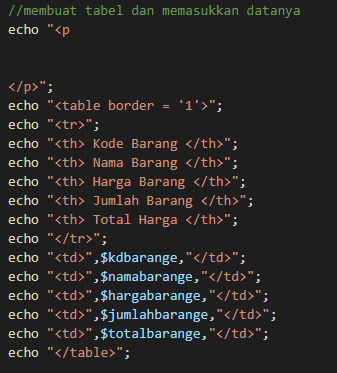 //membuat tabel dan memasukkan datanya
echo "<p
</p>";
echo "<table border = '1'>";
echo "<tr>";
echo "<th> Kode Barang </th>";
echo "<th> Nama Barang </th>";
echo "<th> Harga Barang </th>";
echo "<th> Jumlah Barang </th>";
echo "<th> Total Harga </th>";
echo "</tr>";
echo "<td>",$kdbarange,"</td>";
echo "<td>",$namabarange,"</td>";
echo "<td>",$hargabarange,"</td>";
echo "<td>",$jumlahbarange,"</td>";
echo "<td>",$totalbarange,"</td>";
echo "</table>";